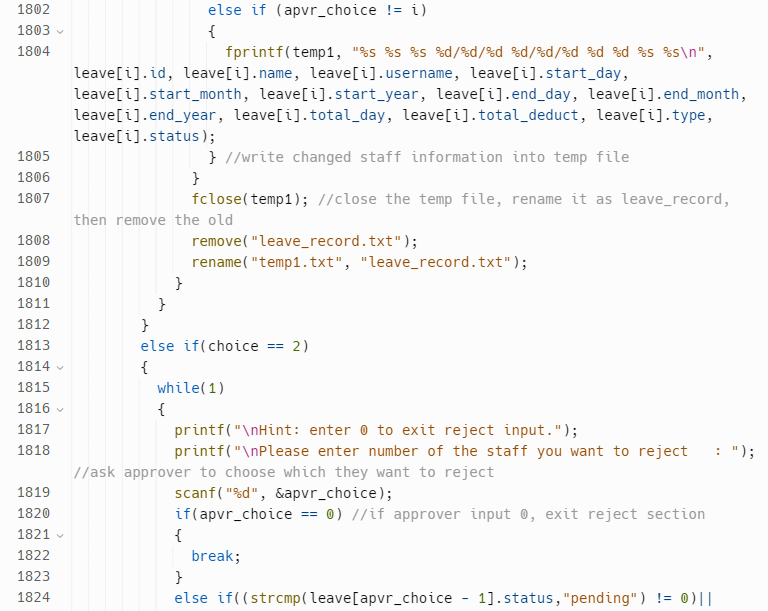 1802 else if (apvr_choice != i)
1803 {
1804 fprintf(temp1, "%s %s %s %d/%d/%d %d/%d/%d %d %d %s %s\n",
leave[i].id, leave[i].name, leave[i].username, leave[i].start_day,
leave[i].start_month, leave[i].start_year, leave[i].end_day, leave[i].end_month,
leave[i].end_year, leave[i].total_day, leave[i].total_deduct, leave[i].type,
leave[i].status);
1805 } //write changed staff information into temp file
1806 }
1807 fclose(temp1); //close the temp file, rename it as leave_record,
then remove the old
1808 remove("leave_record.txt");
1809 rename("temp1.txt", "leave_record.txt");
1810 }
1811 }
1812 }
1813 else if(choice == 2)
1814 {
1815 while(1)
1816 {
1817 printf("\nHint: enter 0 to exit reject input.");
1818 printf("\nPlease enter number of the staff you want to reject   : ");
//ask approver to choose which they want to reject
1819 scanf("%d", &apvr_choice);
1820 if(apvr_choice == 0) //if approver input 0, exit reject section
1821 {
1822 break;
1823 }
1824 else if((strcmp(leave[apvr_choice - 1].status,"pending") != 0)||